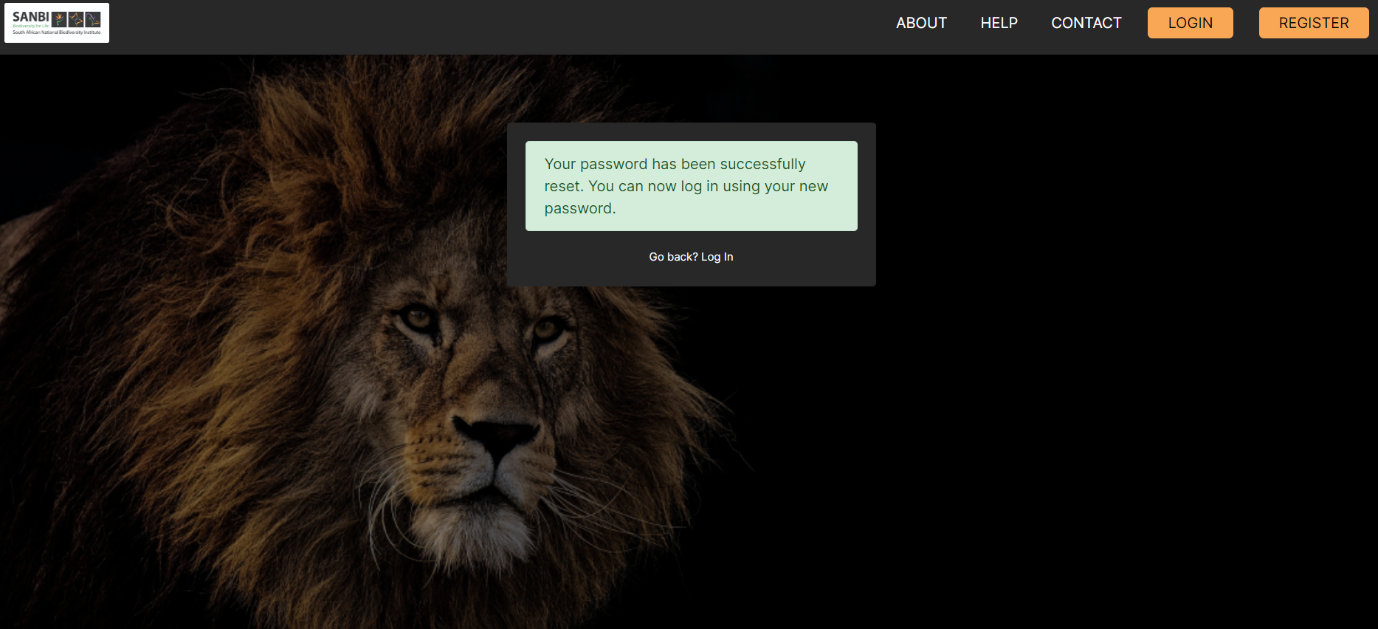 SANBI
Biodiversity for Life
South African National Biodiversity Institute
ABOUT
HELP
CONTACT
LOGIN
REGISTER
Your password has been successfully
reset. You can now log in using your new
password.
Go back? Log In